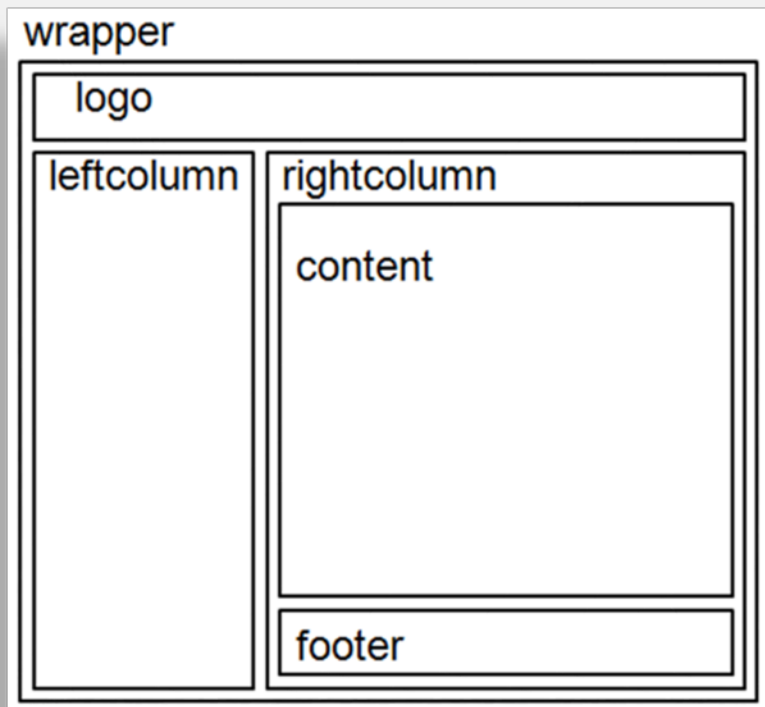 wrapper
logo
leftcolumn
rightcolumn
content
footer